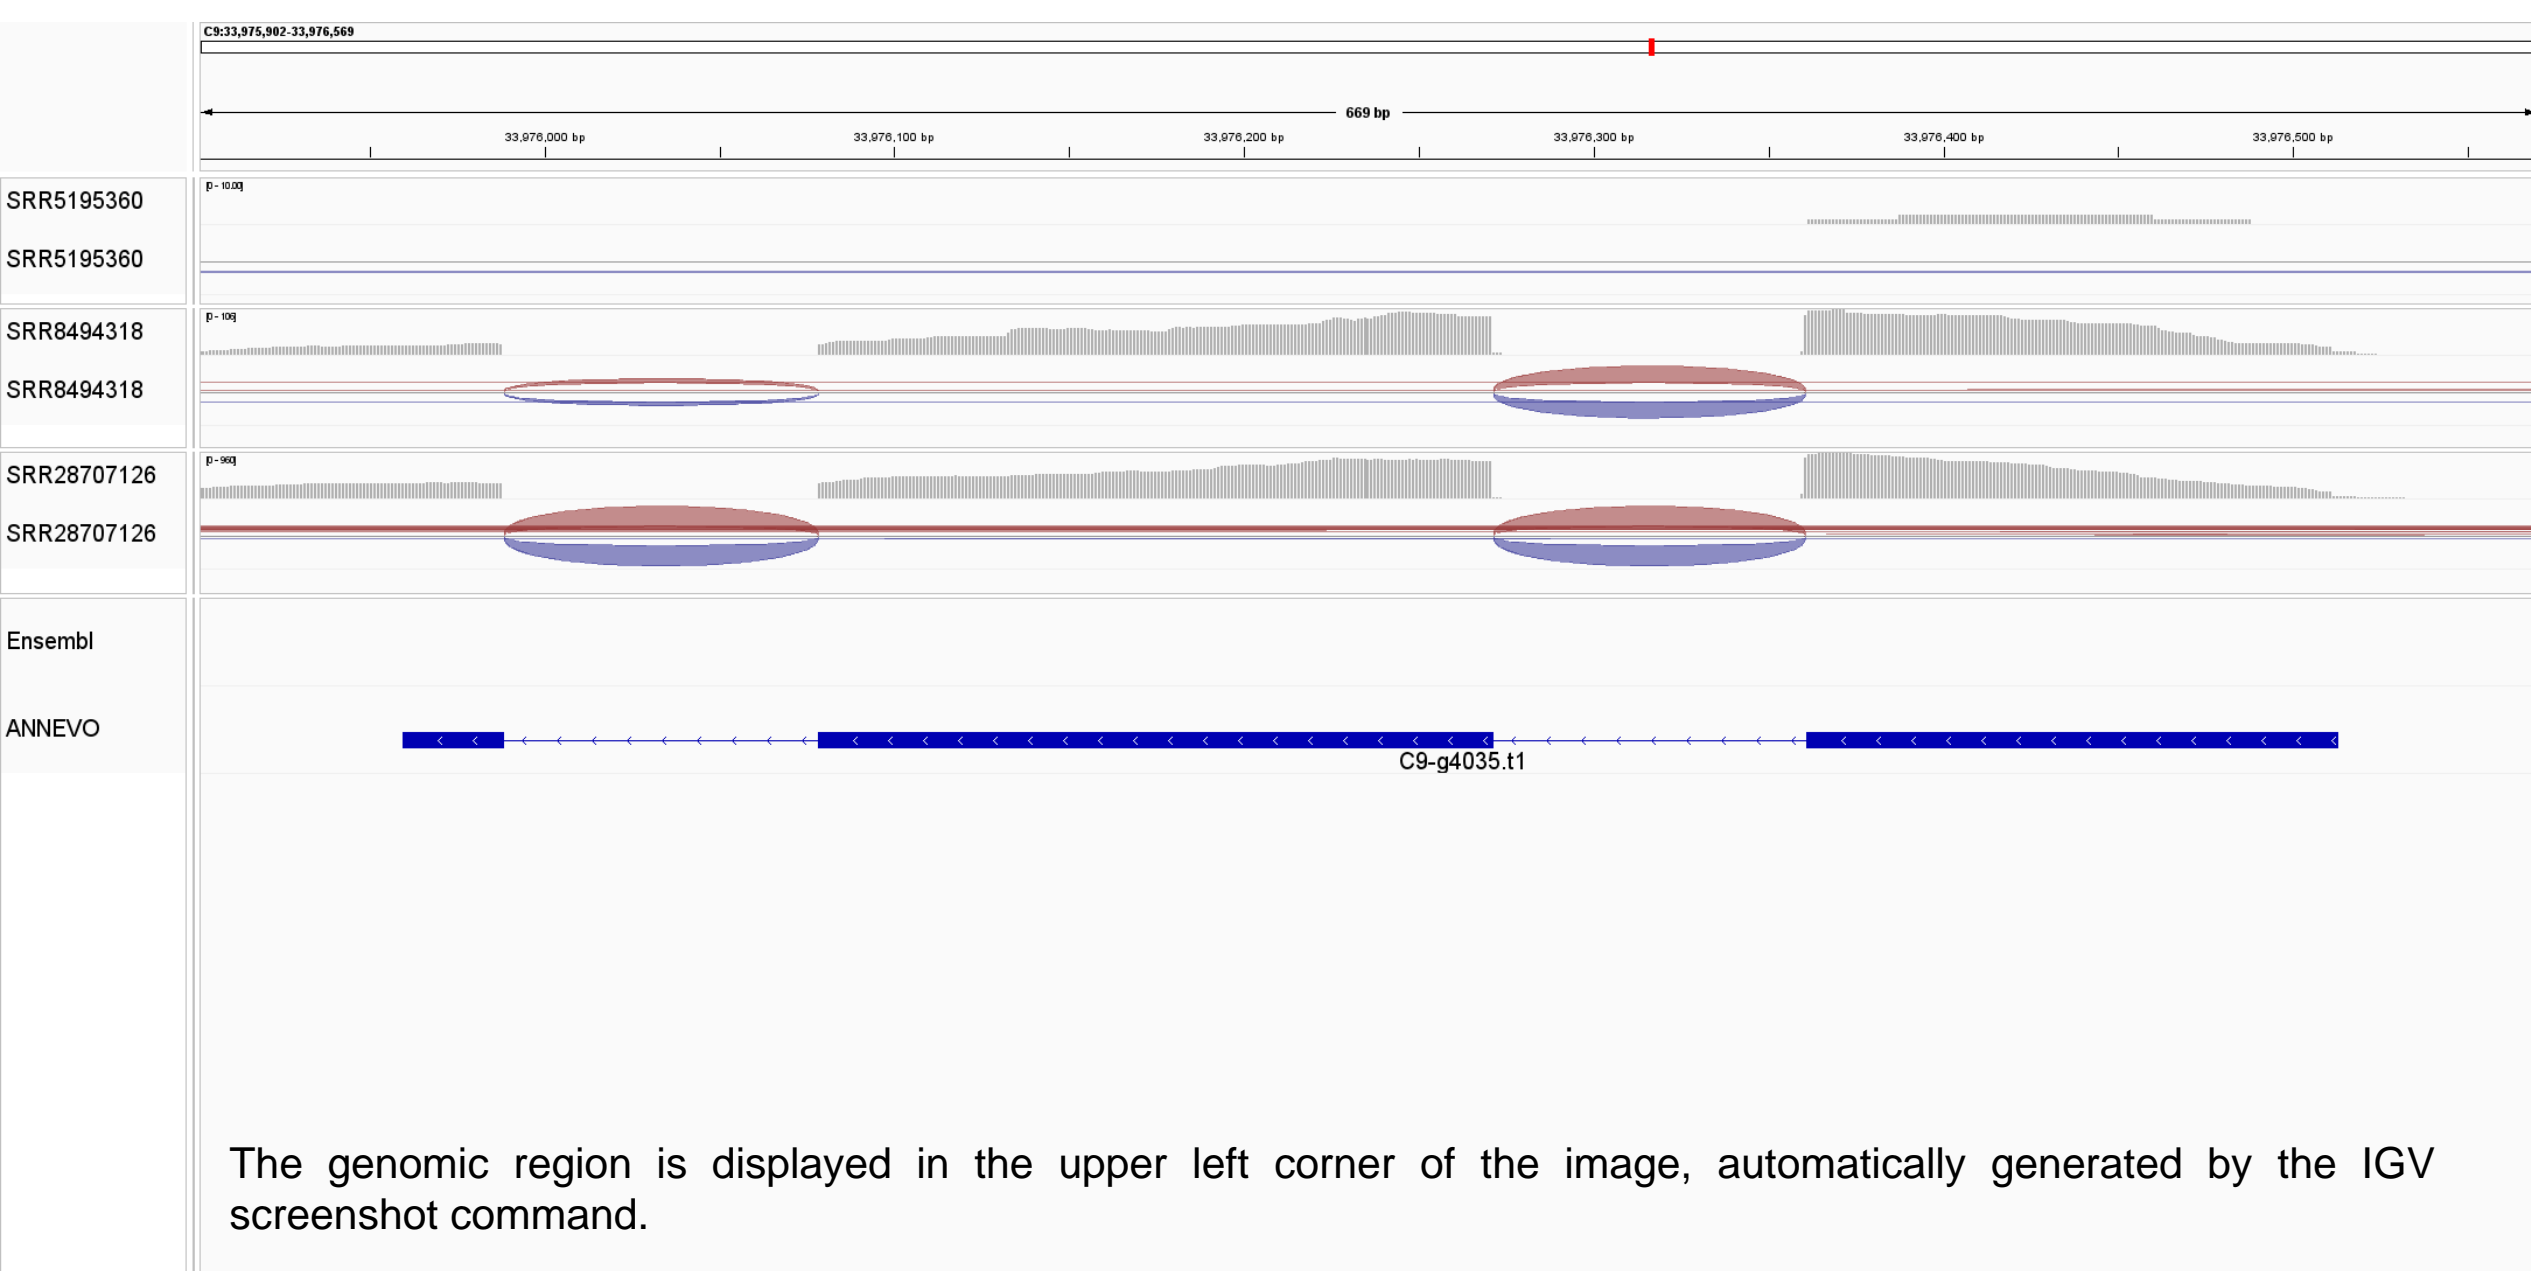 C9:33,975,902-33,976,569
669 bp
33,976,000 bp 33,976,100 bp 33,976,200 bp 33,976,300 bp 33,976,400 bp 33,976,500 bp
SRR5195360 [0 - 10.00]
SRR5195360
SRR8494318 [0 - 106]
SRR8494318
SRR28707126 [0 - 960]
SRR28707126
Ensembl
ANNEVO
C9-g4035.t1
The genomic region is displayed in the upper left corner of the image, automatically generated by the IGV
screenshot command.